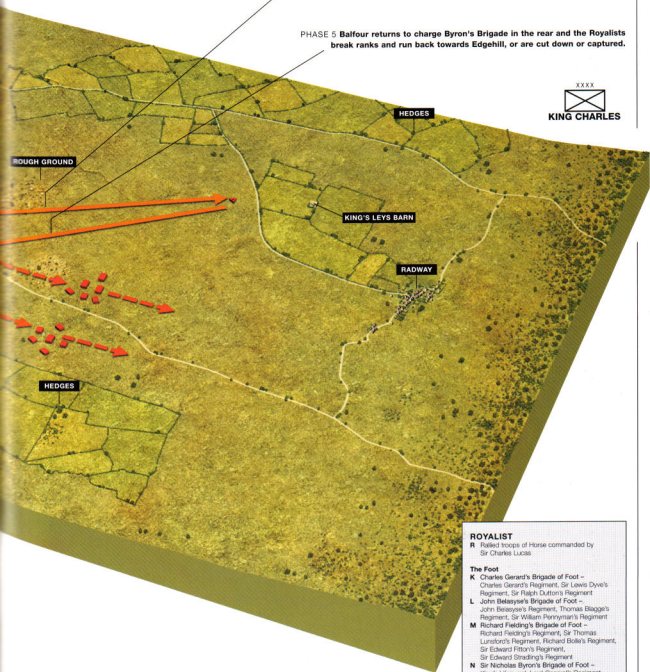 PHASE 5 Balfour returns to charge Byron's Brigade in the rear and the Royalists
break ranks and run back towards Edgehill, or are cut down or captured.
XXXX
KING CHARLES
HEDGES
ROUGH GROUND
KING'S LEYS BARN
RADWAY
HEDGES
ROYALIST
R Rallied troops of Horse commanded by
Sir Charles Lucas
The Foot
K Charles Gerard's Brigade of Foot –
Charles Gerard's Regiment, Sir Lewis Dyve's
Regiment, Sir Ralph Dutton's Regiment
L John Belasyse's Brigade of Foot –
John Belasyse's Regiment, Thomas Blagge's
Regiment, Sir William Pennyman's Regiment
M Richard Fielding's Brigade of Foot –
Richard Fielding's Regiment, Sir Thomas
Lunsford's Regiment, Richard Bolle's Regiment,
Sir Edward Fitton's Regiment,
Sir Edward Stradling's Regiment
N Sir Nicholas Byron's Brigade of Foot –